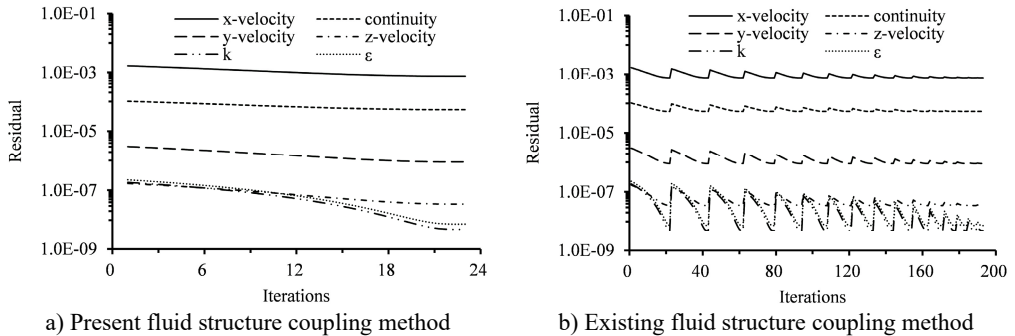 1.0E-01
1.0E-03
1.0E-05
1.0E-07
1.0E-09
Residual
x-velocity
continuity
y-velocity
z-velocity
k
ε
0
6
12
18
24
Iterations
a) Present fluid structure coupling method
1.0E-01
1.0E-03
1.0E-05
1.0E-07
1.0E-09
Residual
x-velocity
continuity
y-velocity
z-velocity
k
ε
0
40
80
120
160
200
Iterations
b) Existing fluid structure coupling method